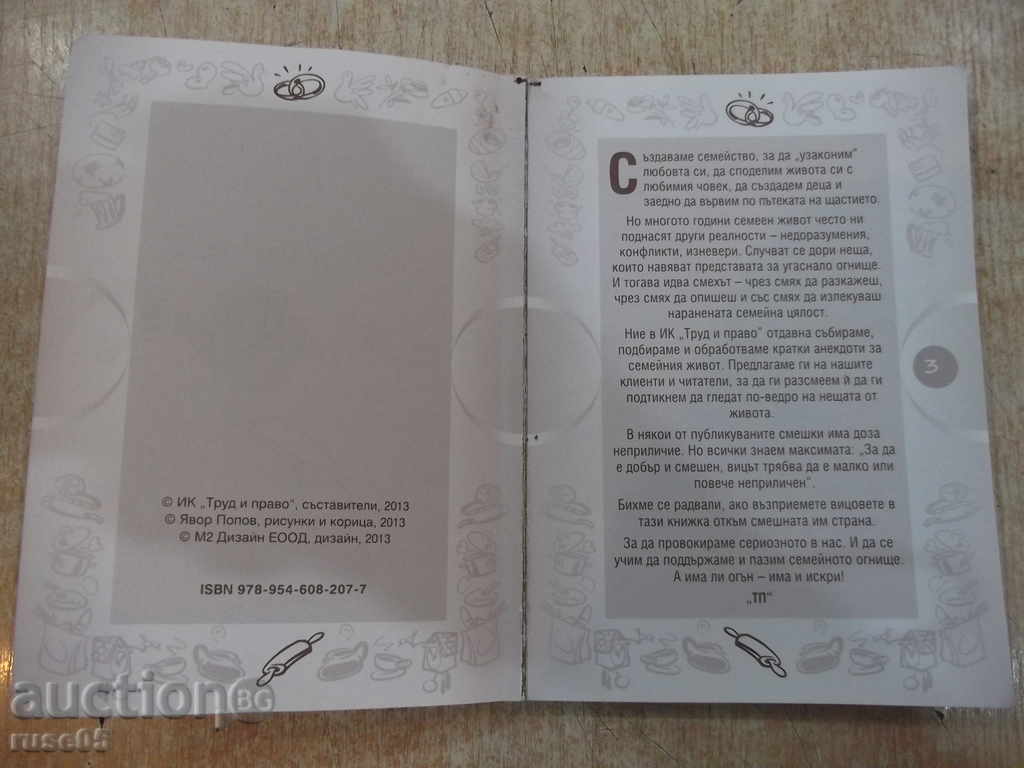 © ИК „Труд и право“, съставители, 2013
© Явор Попов, рисунки и корица, 2013
© М2 Дизайн ЕООД, дизайн, 2013
ISBN 978-954-608-207-7
Създаваме семейство, за да „узаконим“
любовта си, да споделим живота си с
любимия човек, да създадем деца и
заедно да вървим по пътеката на щастието.
Но многото години семеен живот често ни
поднасят други реалности – недоразумения,
конфликти, изневери. Случват се дори неща,
които навяват представата за угаснало огнище.
И тогава идва смехът – чрез смях да разкажеш,
чрез смях да опишеш и със смях да излекуваш
наранената семейна цялост.
Ние в ИК „Труд и право“ отдавна събираме,
подбираме и обработваме кратки анекдоти за
семейния живот. Предлагаме ги на нашите
клиенти и читатели, за да ги разсмеем й да ги
подтикнем да гледат по-ведро на нещата от
живота.
В някои от публикуваните смешки има доза
неприличие. Но всички знаем максимата: „За да
е добър и смешен, вицът трябва да е малко или
повече неприличен“.
Бихме се радвали, ако възприемете вицовете в
тази книжка откъм смешната им страна.
За да провокираме сериозното в нас. И да се
учим да поддържаме и пазим семейното огнище.
А има ли огън – има и искри!
„ТП“
3
auction.BG
ruse05